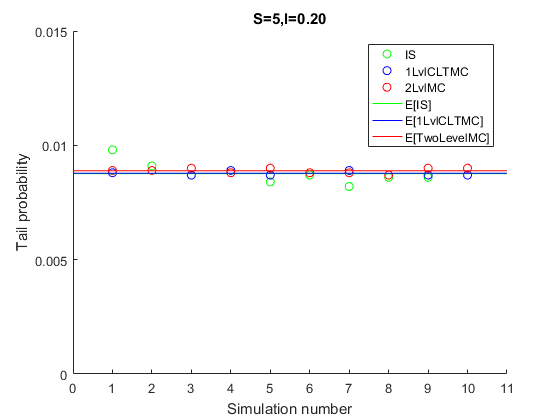 S=5,l=0.20
Tail probability
0.015
0.01
0.005
0
0 1 2 3 4 5 6 7 8 9 10 11
Simulation number
IS
1LvlCLTMC
2LvlMC
E[IS]
E[1LvlCLTMC]
E[TwoLevelMC]